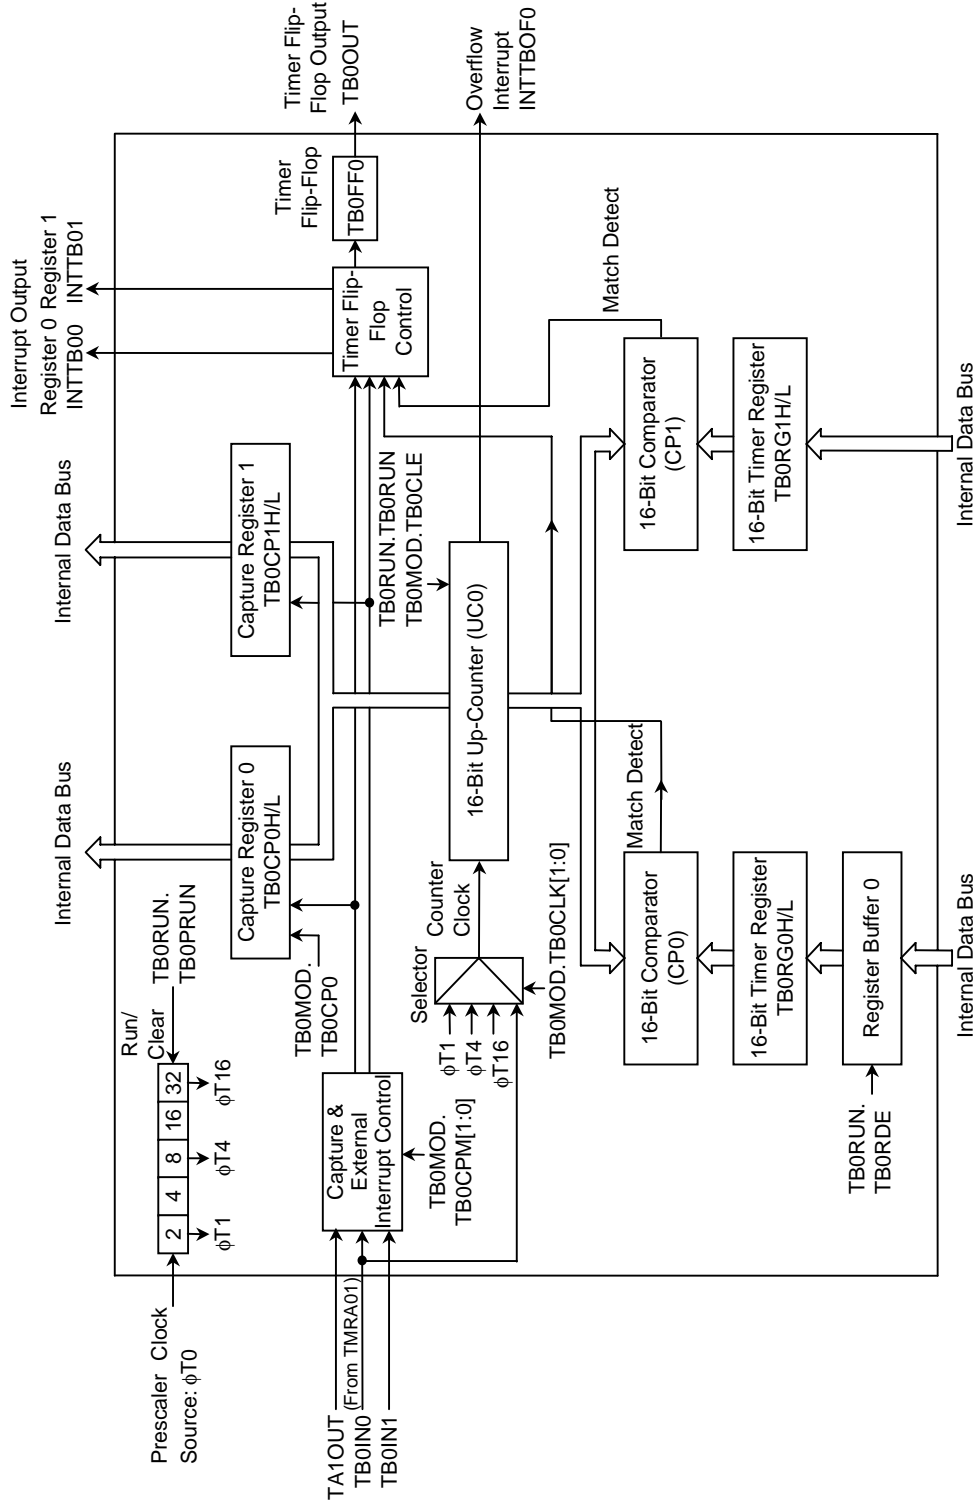 Prescaler Clock
Source: ϕT0
2
4
8
16
32
ϕT1
ϕT4
ϕT16
Run/
Clear
TB0RUN.
TB0PRUN
Internal Data Bus
Internal Data Bus
Interrupt Output
Register 0
Register 1
INTTB00
INTTB01
TA1OUT
(From TMRA01)
TB0IN0
TB0IN1
Capture &
External
Interrupt Control
TB0MOD.
TB0CPM[1:0]
TB0MOD.
TB0CP0
Capture Register 0
TB0CP0H/L
Capture Register 1
TB0CP1H/L
TB0RUN.TB0RUN
TB0MOD.TB0CLE
Timer Flip-
Flop
Control
Timer
Flip-Flop
TB0FF0
Timer Flip-
Flop Output
TB0OUT
Selector
ϕT1
ϕT4
ϕT16
Counter
Clock
TB0MOD.TB0CLK[1:0]
16-Bit Up-Counter (UC0)
Overflow
Interrupt
INTTBOF0
16-Bit Comparator
(CP0)
Match Detect
16-Bit Comparator
(CP1)
Match Detect
16-Bit Timer Register
TB0RG0H/L
16-Bit Timer Register
TB0RG1H/L
Register Buffer 0
TB0RUN.
TB0RDE
Internal Data Bus
Internal Data Bus